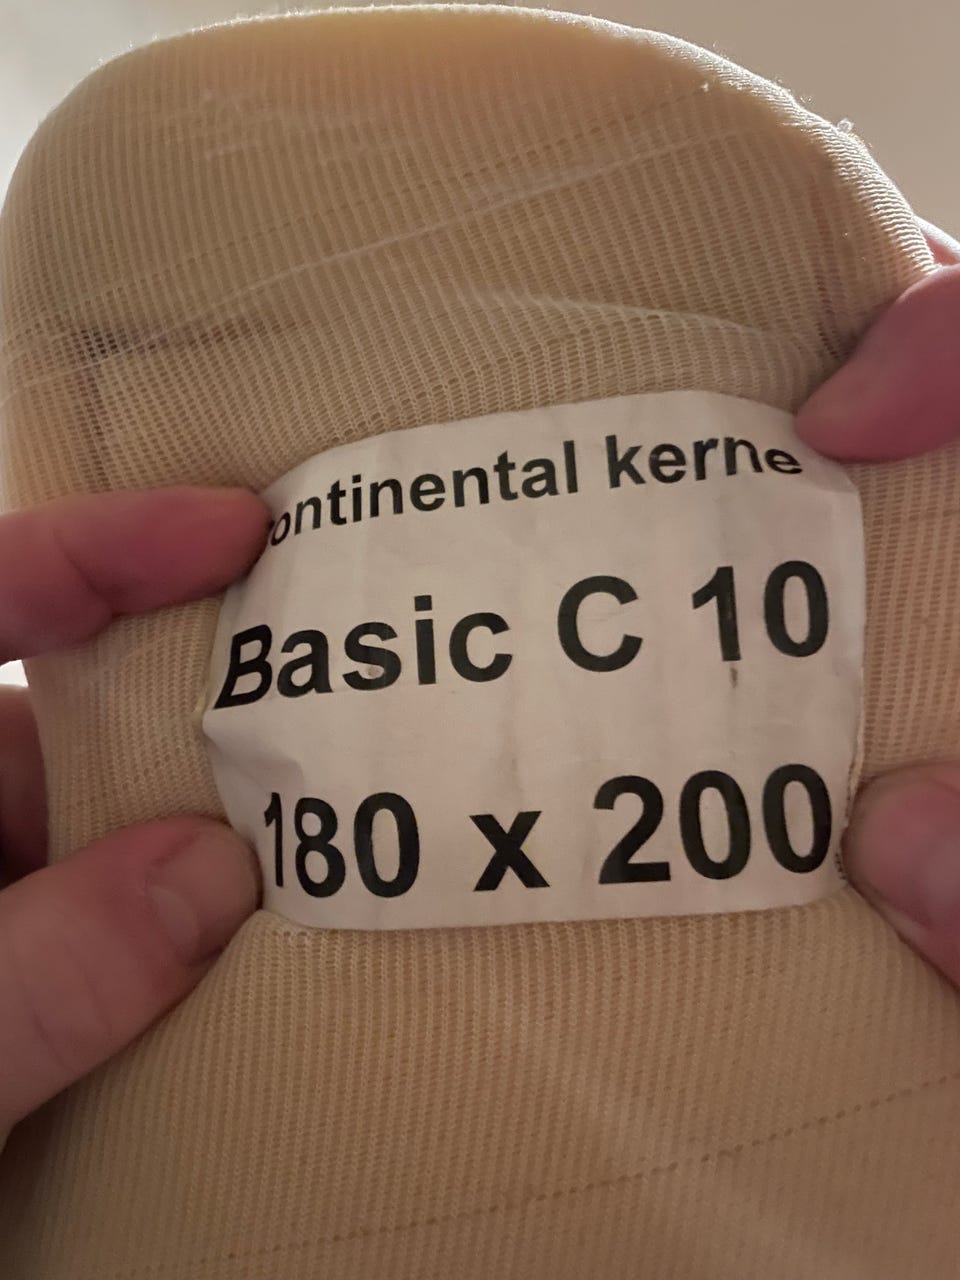 ontinental kerne
Basic C 10
180 x 200